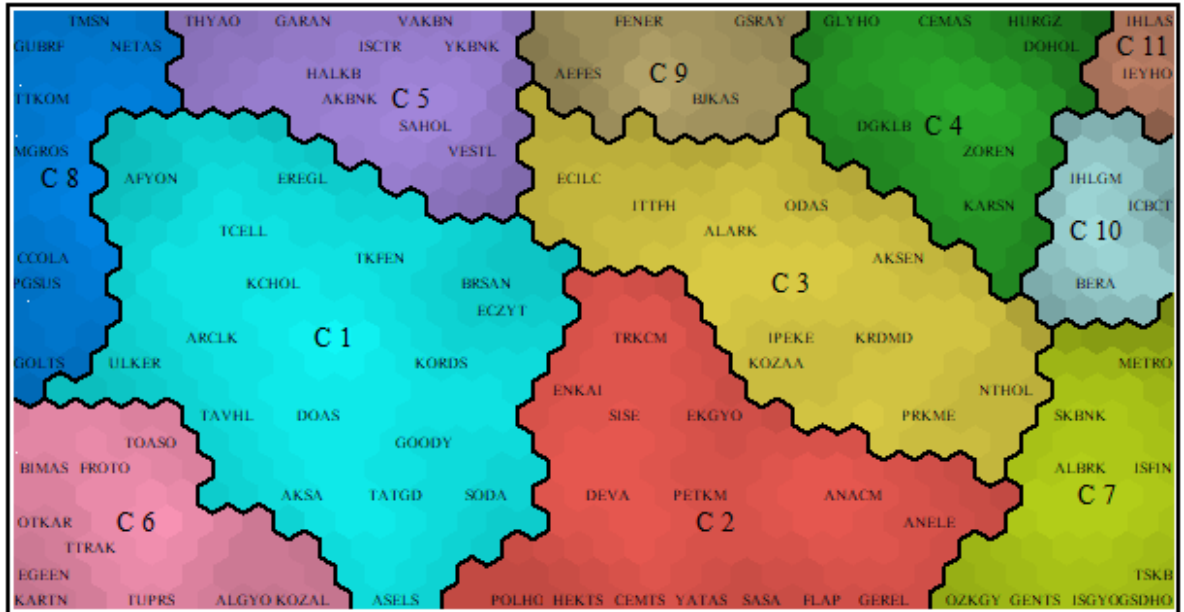 TMSN THYAO GARAN VAKBN FENER GSRAY GLYHO CEMAS HURGZ IHLAS
GUBRF NETAS ISCTR YKBNK DOHOL C 11
HALKB AEFES C 9 IEYHO
TTKOM AKBNK C 5 BJKAS
SAHOL DGKLB C 4
MGROS VESTL ZOREN
C 8 AFYON EREGL ECILC IHLGM
ITTFH ODAS KARSN ICBCT
TCELL ALARK C 10
CCOLA TKFEN AKSEN
PGSUS KCHOL BRSAN C 3 BERA
ECZYT
ARCLK C 1 TRKCM IPEKE KRDMD
GOLTS ULKER KORDS KOZAA METRO
ENKAI NTHOL
TAVHL DOAS SISE EKGYO PRKME SKBNK
TOASO GOODY
BIMAS FROTO ALBRK ISFIN
AKSA TATGD SODA DEVA PETKM ANACM C 7
OTKAR C 6 C 2 ANELE
TTRAK
EGEEN TSKB
KARTN TUPRS ALGYO KOZAL ASELS POLHO HEKTS CEMTS YATAS SASA FLAP GEREL OZKGY GENTS ISGYO GSDHO